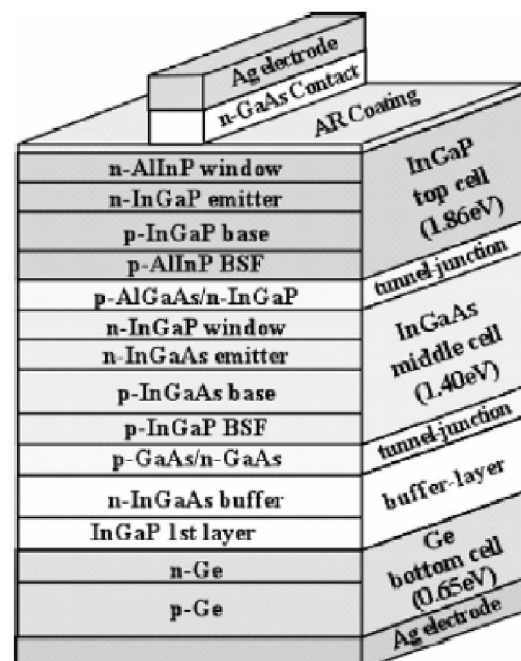 Ag electrode
n-GaAs Contact
AR Coating
n-AlInP window
n-InGaP emitter
p-InGaP base
p-AlInP BSF
p-AlGaAs/n-InGaP
n-InGaP window
n-InGaAs emitter
p-InGaAs base
p-InGaP BSF
p-GaAs/n-GaAs
n-InGaAs buffer
InGaP 1st layer
n-Ge
p-Ge
InGaP
top cell
(1.86eV)
tunnel-junction
InGaAs
middle cell
(1.40eV)
tunnel-junction
buffer-layer
Ge
bottom cell
(0.65eV)
Ag electrode